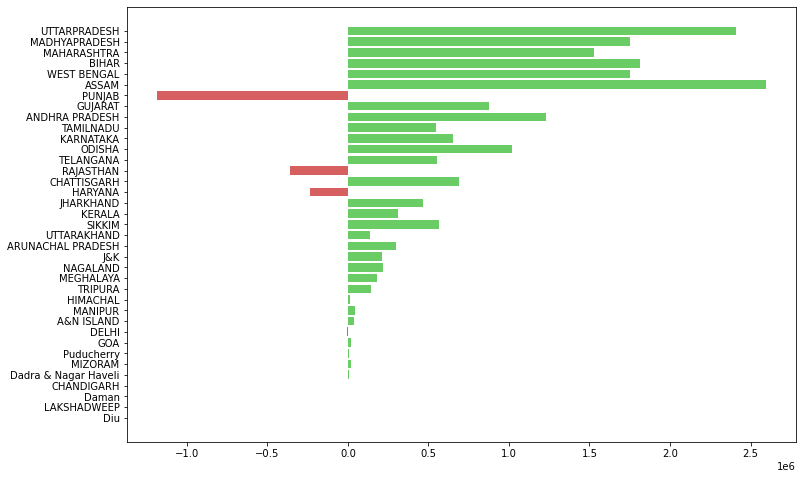 UTTARPRADESH
MADHYAPRADESH
MAHARASHTRA
BIHAR
WEST BENGAL
ASSAM
PUNJAB
GUJARAT
ANDHRA PRADESH
TAMILNADU
KARNATAKA
ODISHA
TELANGANA
RAJASTHAN
CHATTISGARH
HARYANA
JHARKHAND
KERALA
SIKKIM
UTTARAKHAND
ARUNACHAL PRADESH
J&K
NAGALAND
MEGHALAYA
TRIPURA
HIMACHAL
MANIPUR
A&N ISLAND
DELHI
GOA
Puducherry
MIZORAM
Dadra & Nagar Haveli
CHANDIGARH
Daman
LAKSHADWEEP
Diu
−1.0 −0.5 0.0 0.5 1.0 1.5 2.0 2.5
1e6